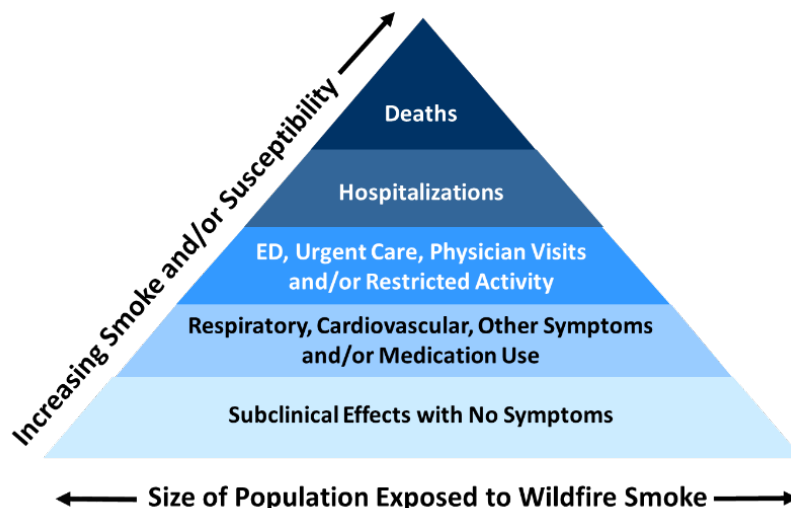 Increasing Smoke and/or Susceptibility
Deaths
Hospitalizations
ED, Urgent Care, Physician Visits
and/or Restricted Activity
Respiratory, Cardiovascular, Other Symptoms
and/or Medication Use
Subclinical Effects with No Symptoms
Size of Population Exposed to Wildfire Smoke